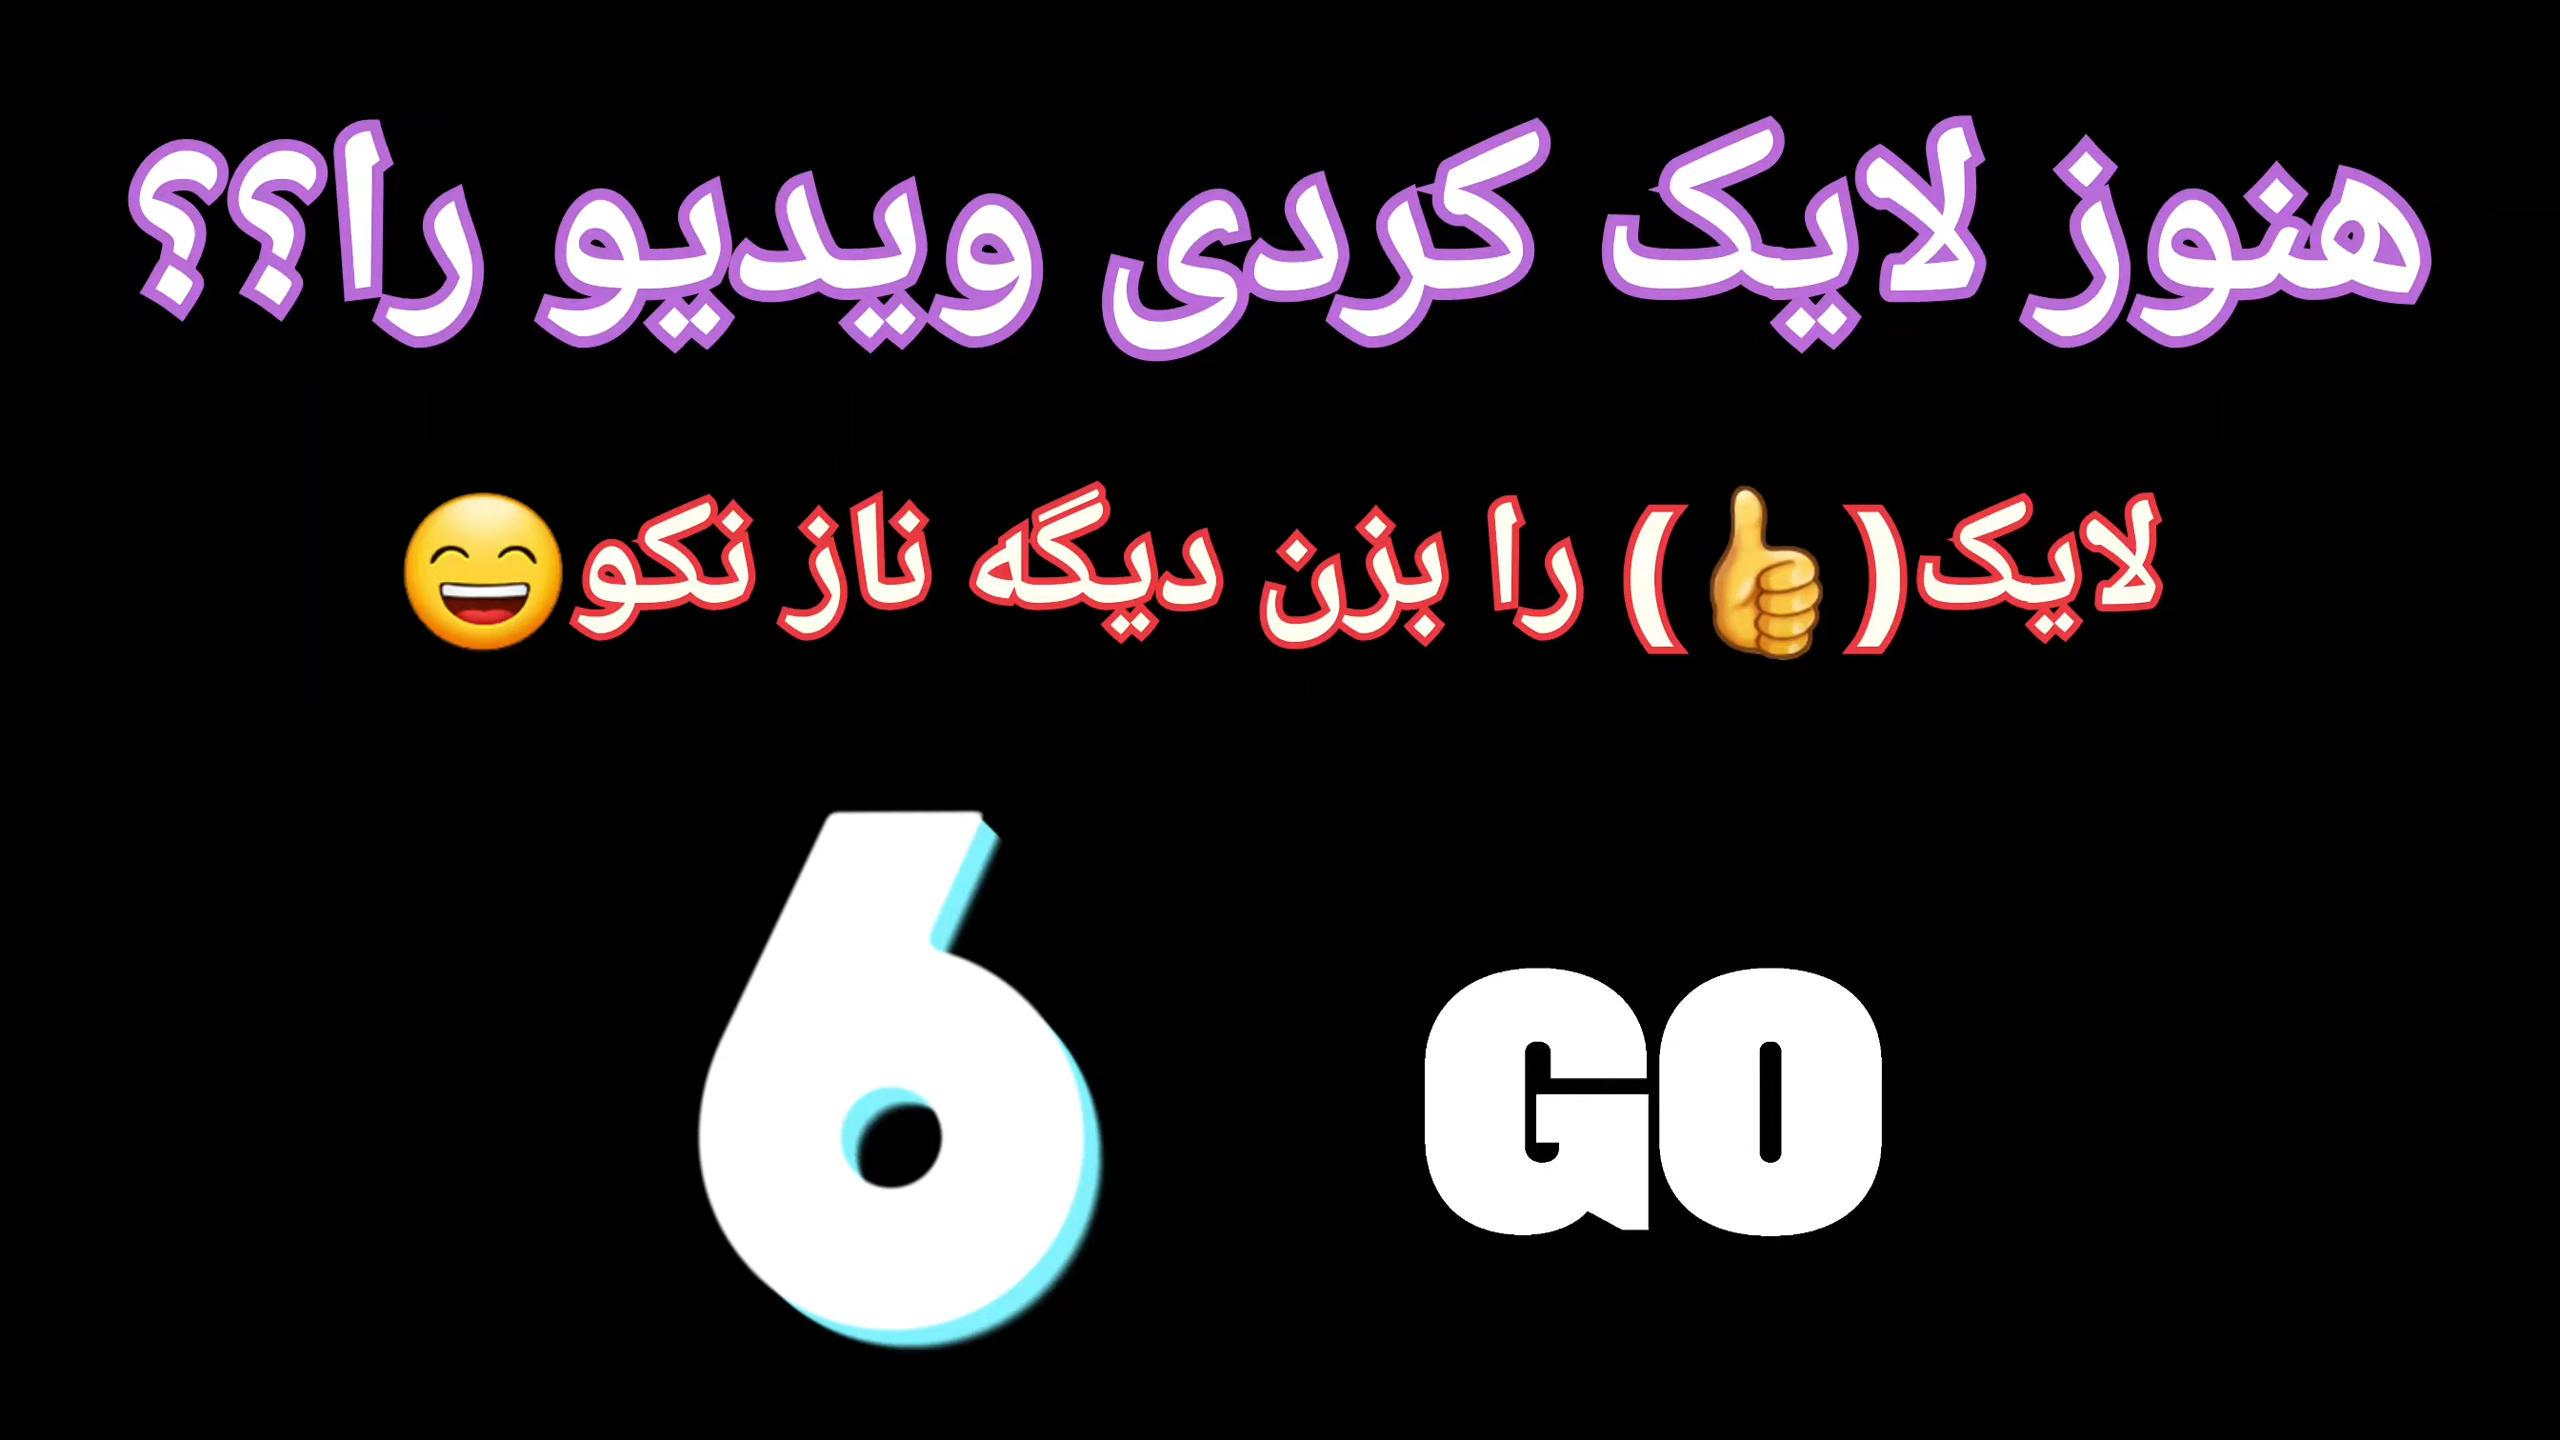 هنوز لایک کردی ویدیو را؟؟
لایک(👍) را بزن دیگه ناز نکو😄
6 GO